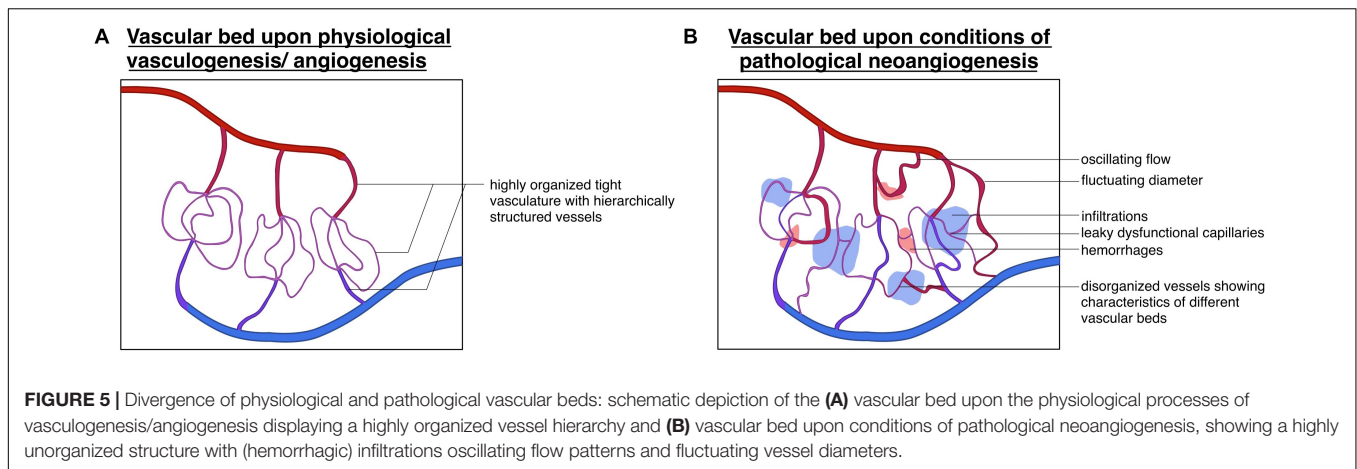 A Vascular bed upon physiological
vasculogenesis/ angiogenesis
highly organized tight
vasculature with hierarchically
structured vessels
B Vascular bed upon conditions of
pathological neoangiogenesis
oscillating flow
fluctuating diameter
infiltrations
leaky dysfunctional capillaries
hemorrhages
disorganized vessels showing
characteristics of different
vascular beds
FIGURE 5 | Divergence of physiological and pathological vascular beds: schematic depiction of the (A) vascular bed upon the physiological processes of
vasculogenesis/angiogenesis displaying a highly organized vessel hierarchy and (B) vascular bed upon conditions of pathological neoangiogenesis, showing a highly
unorganized structure with (hemorrhagic) infiltrations oscillating flow patterns and fluctuating vessel diameters.